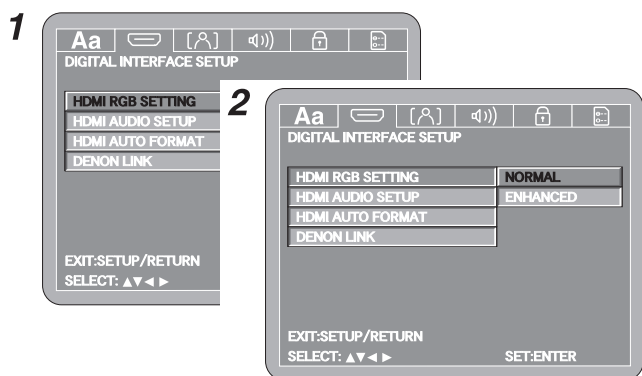 1
Aa
DIGITAL INTERFACE SETUP
HDMI RGB SETTING
HDMI AUDIO SETUP
HDMI AUTO FORMAT
DENON LINK
EXIT:SETUP/RETURN
SELECT: ▲▼◄ ►
2
Aa
DIGITAL INTERFACE SETUP
HDMI RGB SETTING NORMAL
HDMI AUDIO SETUP ENHANCED
HDMI AUTO FORMAT
DENON LINK
EXIT:SETUP/RETURN
SELECT: ▲▼◄ ► SET:ENTER